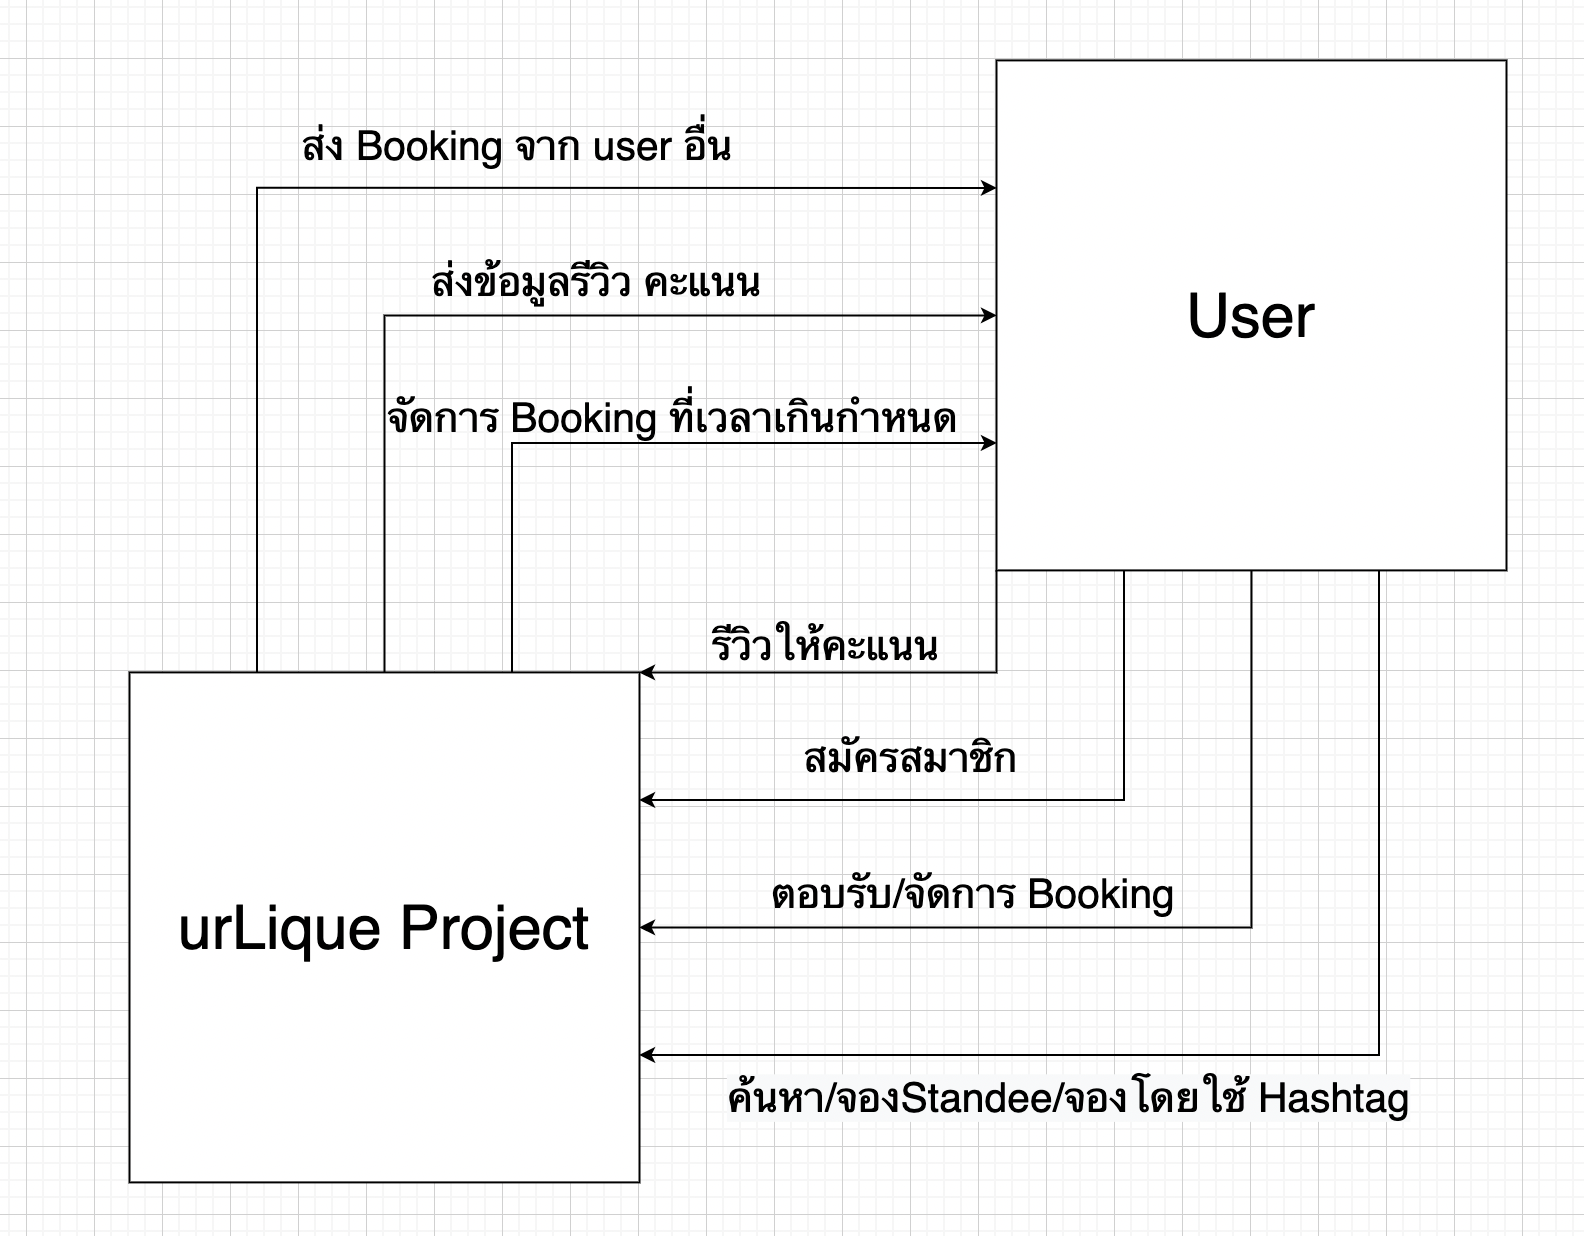 ส่ง Booking จาก user อื่น
ส่งข้อมูลรีวิว คะแนน
User
จัดการ Booking ที่เวลาเกินกำหนด
รีวิวให้คะแนน
สมัครสมาชิก
ตอบรับ/จัดการ Booking
urLique Project
ค้นหา/จองStandee/จองโดยใช้ Hashtag